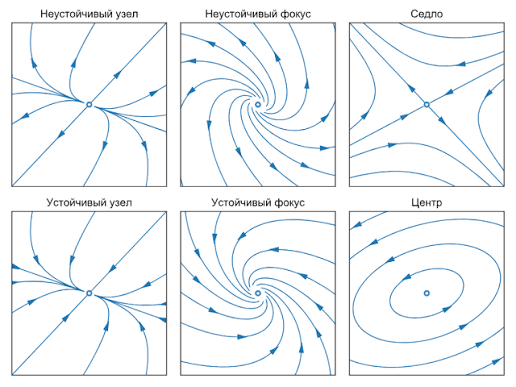 Неустойчивый узел
Неустойчивый фокус
Седло
Устойчивый узел
Устойчивый фокус
Центр